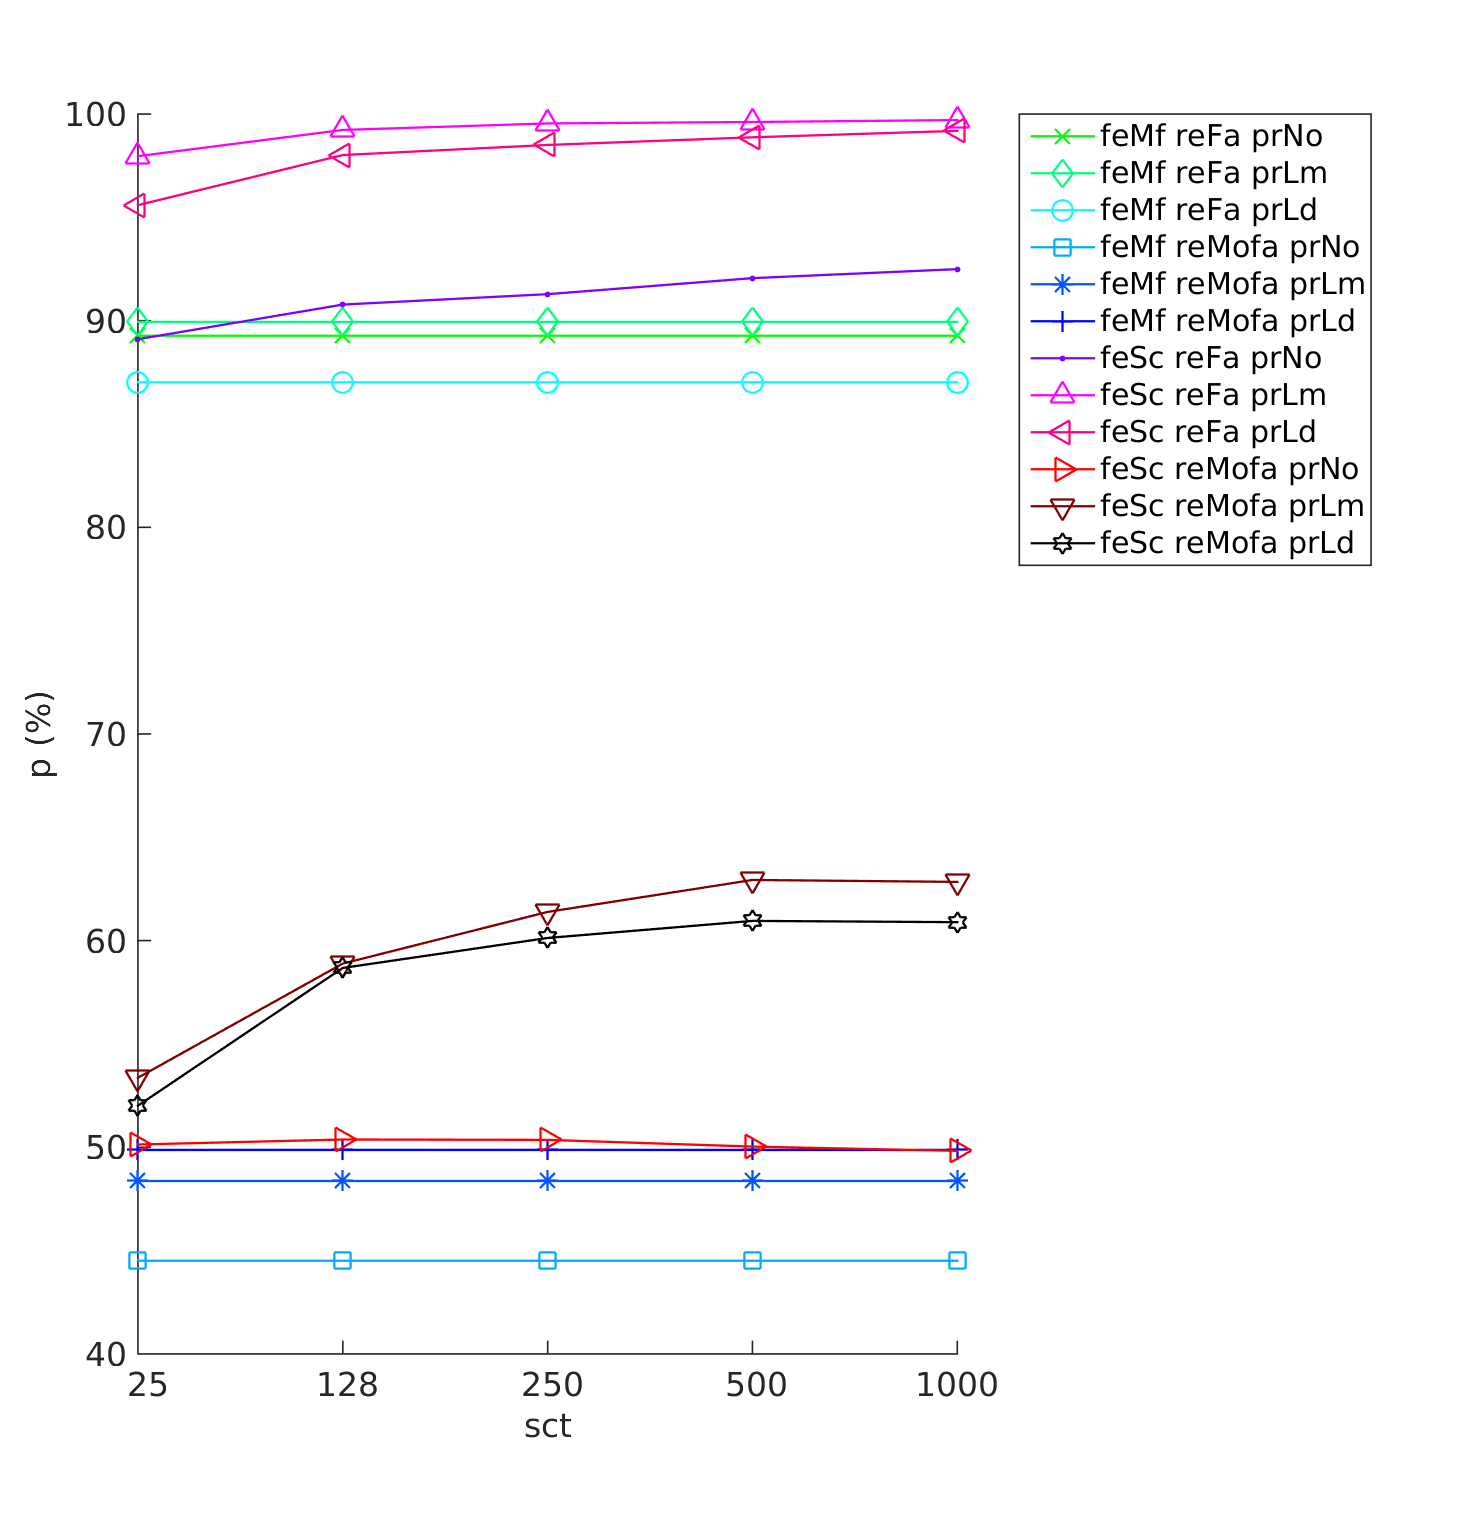 100
90
80
70
60
50
40
p (%)
25 128 250 500 1000
sct
feMf reFa prNo
feMf reFa prLm
feMf reFa prLd
feMf reMofa prNo
feMf reMofa prLm
feMf reMofa prLd
feSc reFa prNo
feSc reFa prLm
feSc reFa prLd
feSc reMofa prNo
feSc reMofa prLm
feSc reMofa prLd